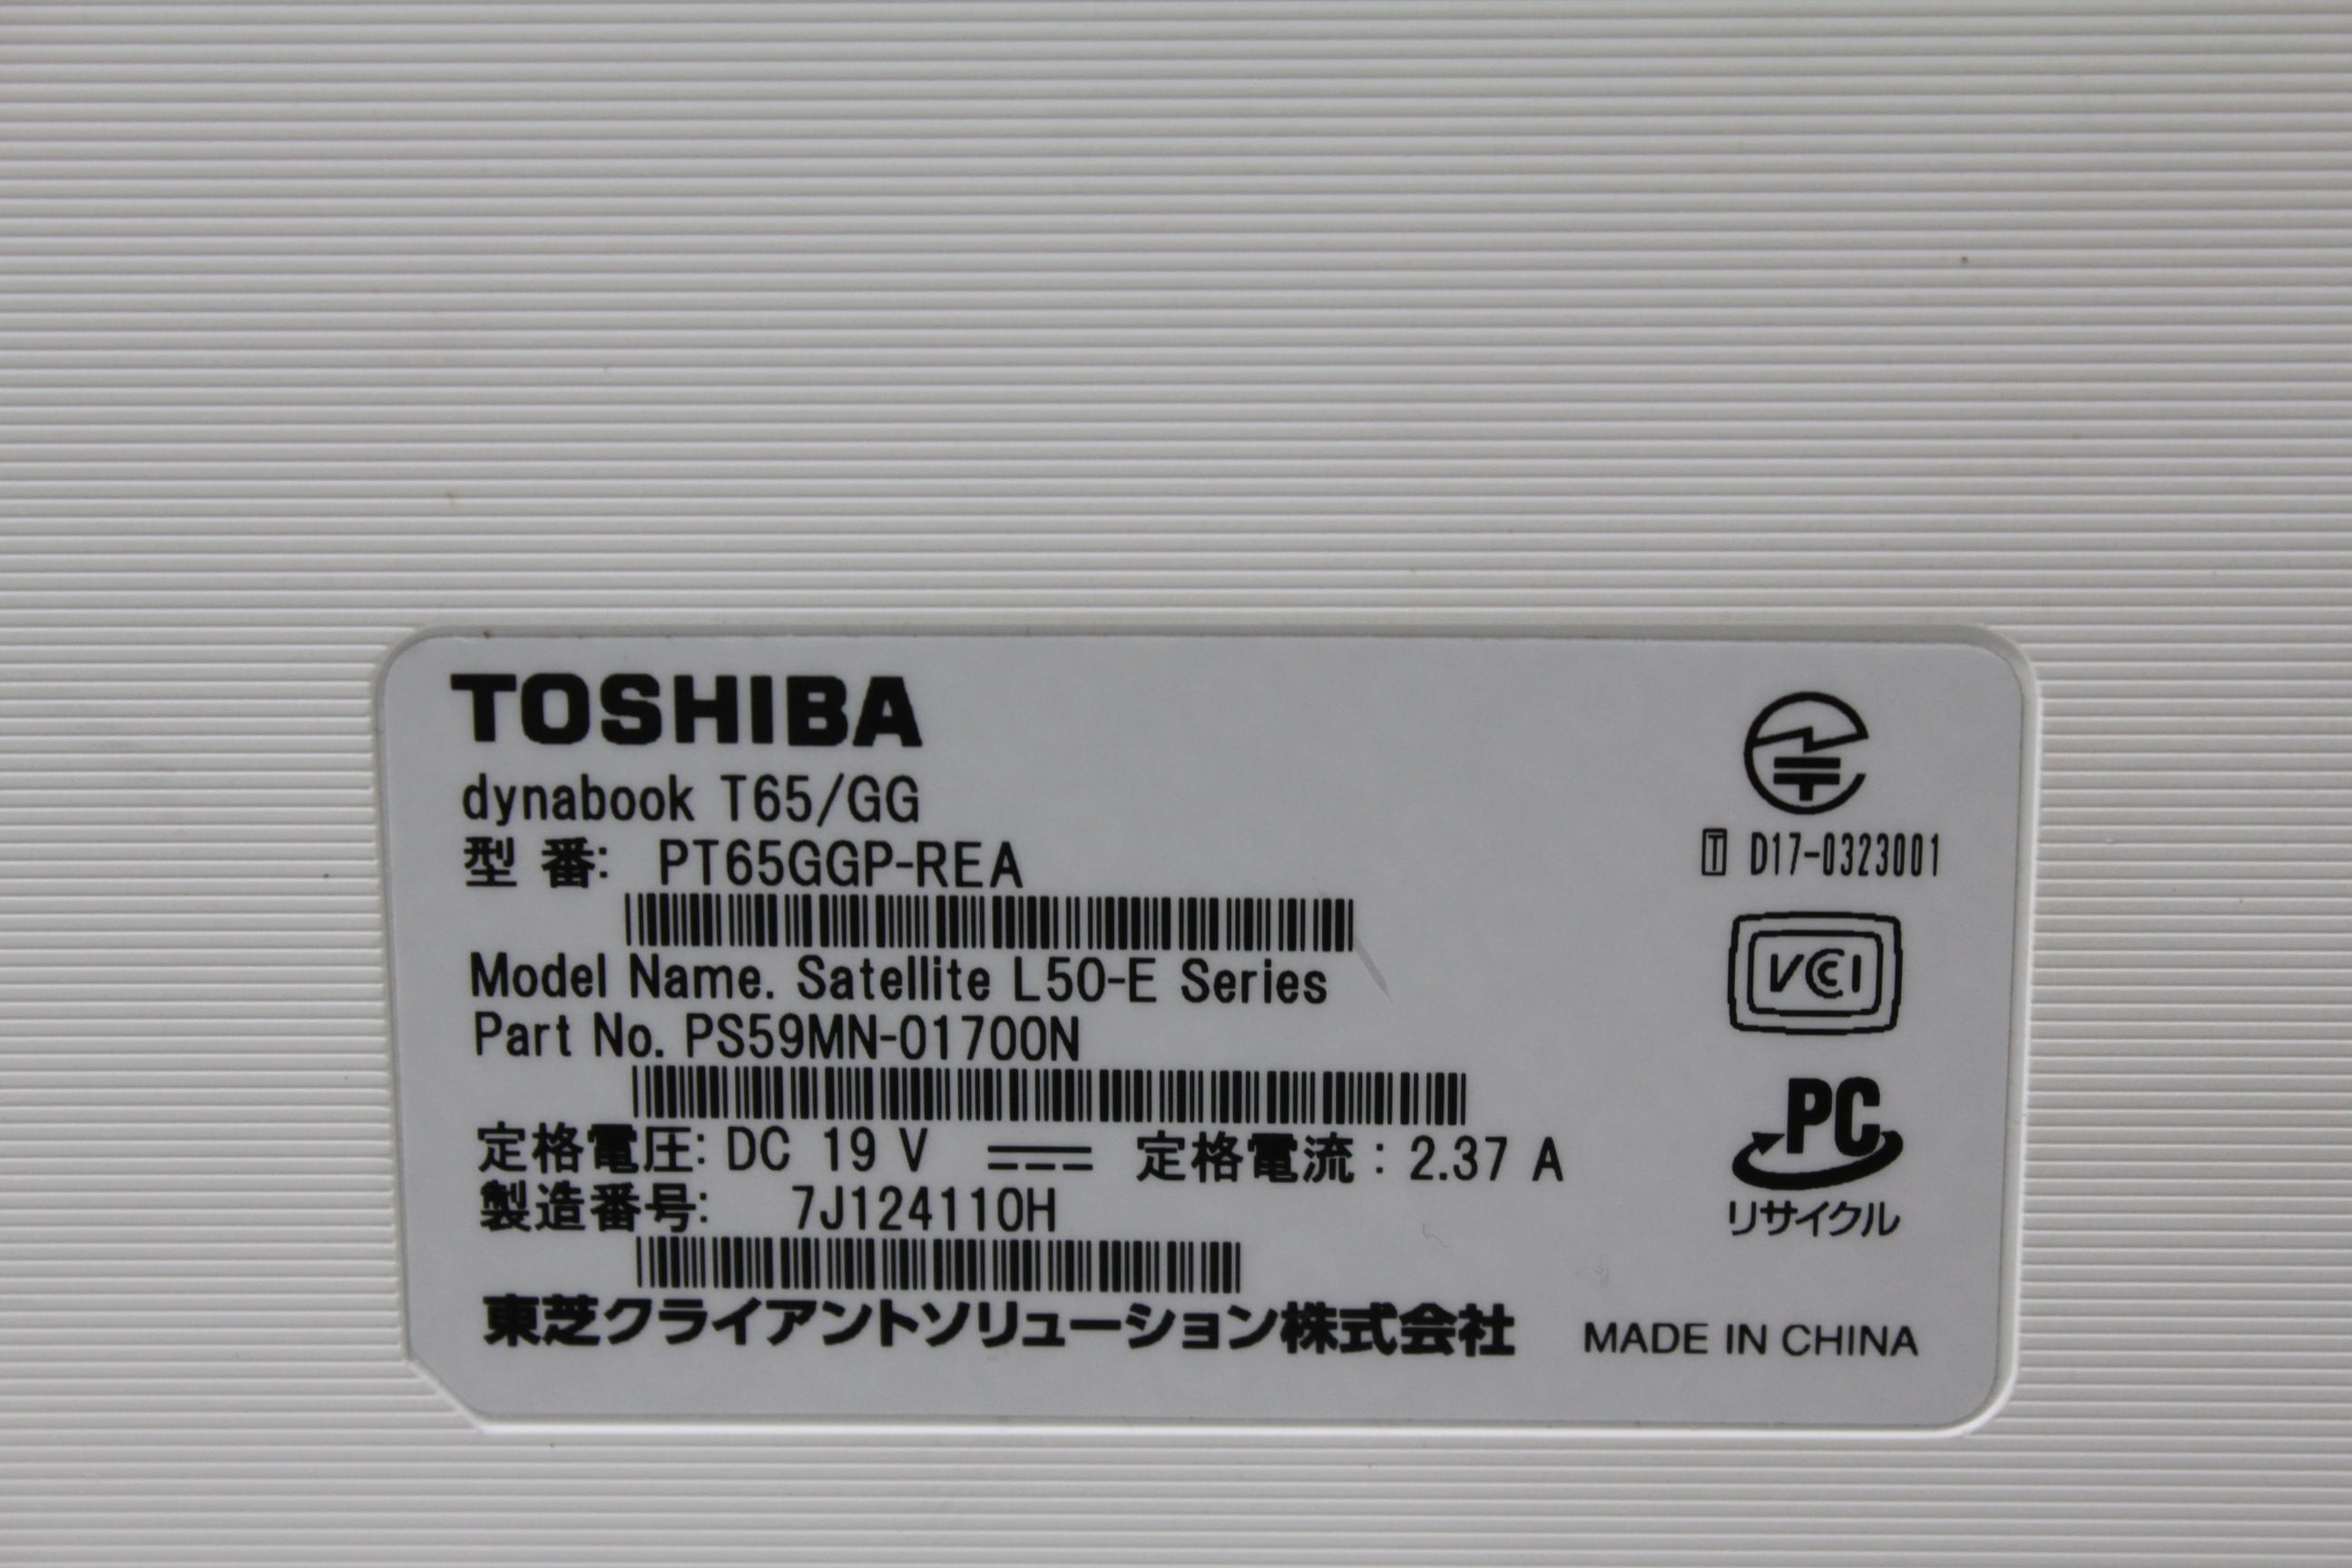 TOSHIBA
dynabook T65/GG
型 番: PT65GGP-REA
Model Name. Satellite L50-E Series
Part No. PS59MN-01700N
定格電圧: DC 19 V 定格電流: 2.37 A
製造番号: 7J124110H
東芝クライアントソリューション株式会社
T D17-0323001
VCCI
PC
リサイクル
MADE IN CHINA